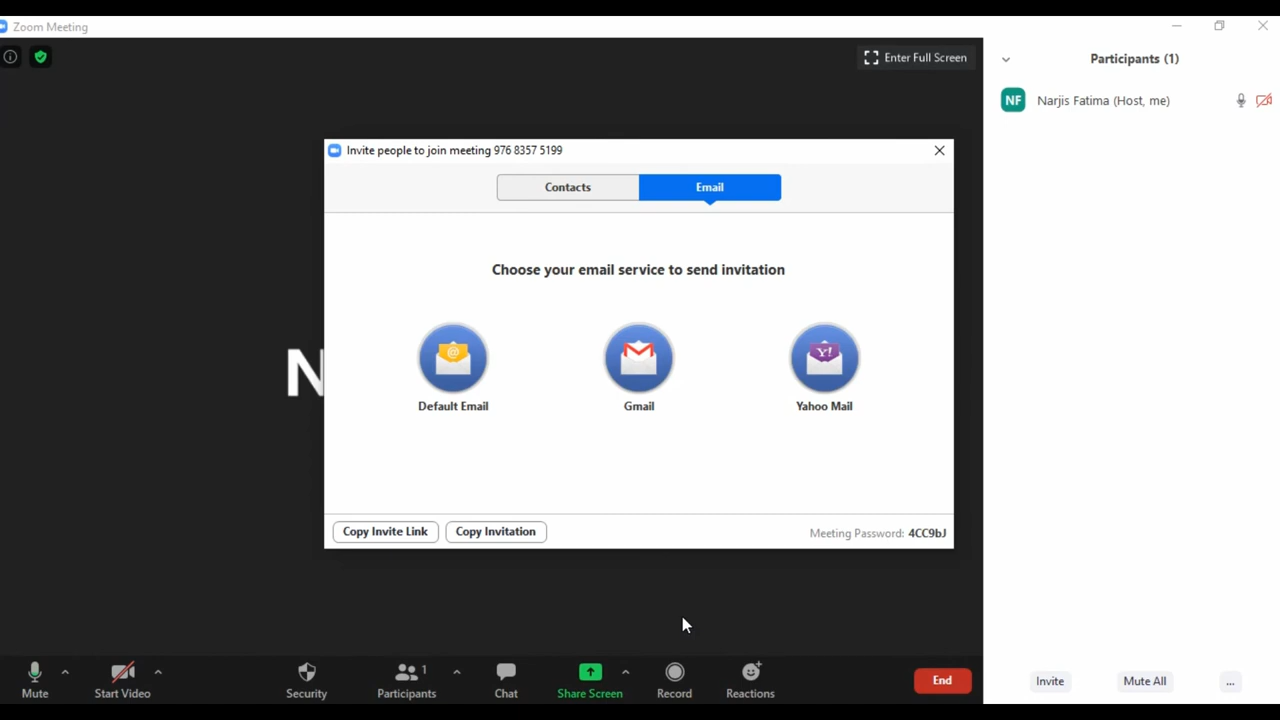 Zoom Meeting
Enter Full Screen
Participants (1)
NF Narjis Fatima (Host, me)
Invite people to join meeting 976 8357 5199
Contacts
Email
Choose your email service to send invitation
N
@
Y!
Default Email
Gmail
Yahoo Mail
Copy Invite Link
Copy Invitation
Meeting Password: 4CC9bJ
1
Mute
Start Video
Security
Participants
Chat
Share Screen
Record
Reactions
End
Invite
Mute All
...